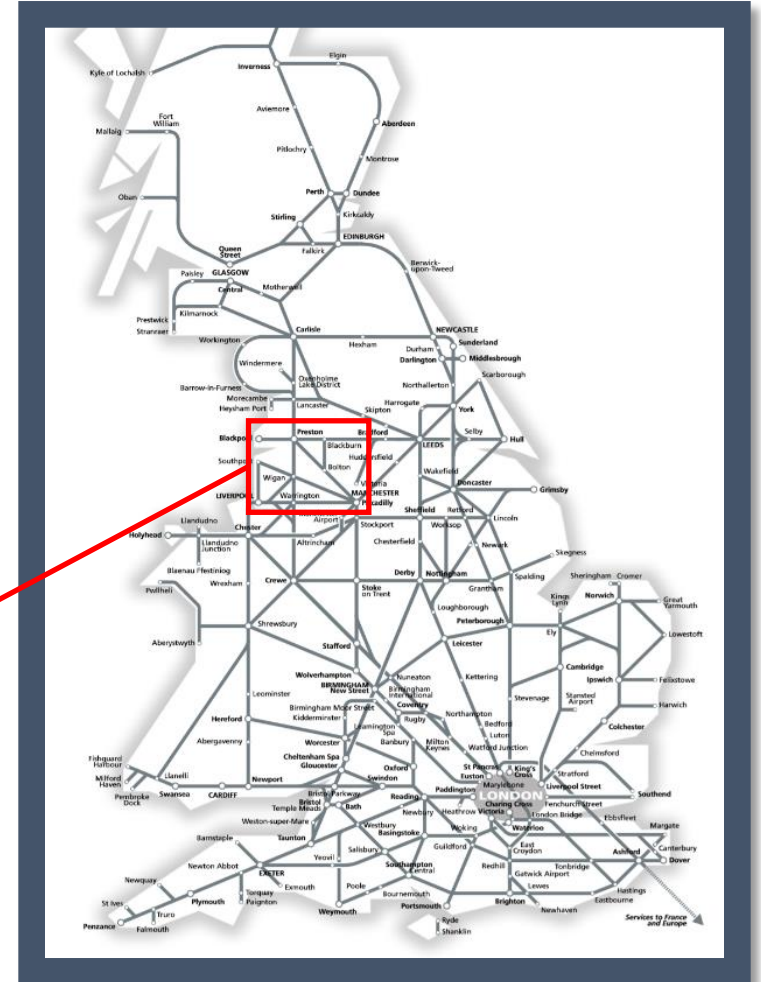 Elgin
Inverness
Kyle of Lochalsh
Aviemore
Fort
William
Aberdeen
Mallaig
Pitlochry
Montrose
Perth
Dundee
Oban
Stirling
Kirkcaldy
EDINBURGH
Queen
Street
Falkirk
Berwick-
upon-Tweed
Paisley
GLASGOW
Central
Motherwell
Kilmarnock
Prestwick
Stranraer
Carlisle
NEWCASTLE
Workington
Hexham
Durham
Sunderland
Darlington
Middlesbrough
Windermere
Scarborough
Oxenholme
Lake District
Barrow-in-Furness
Northallerton
Morecambe
Lancaster
Harrogate
York
Heysham Port
Skipton
Preston
Bradford
Selby
Blackpool
Blackburn
LEEDS
Hull
Southport
Huddersfield
Bolton
Wakefield
Wigan
Victoria
Doncaster
LIVERPOOL
Warrington
MANCHESTER
Piccadilly
Grimsby
Sheffield
Retford
Llandudno
Chester
Airport
Stockport
Worksop
Lincoln
Holyhead
Llandudno
Junction
Altrincham
Chesterfield
Newark
Skegness
Blaenau Ffestiniog
Derby
Nottingham
Spalding
Sheringham
Cromer
Pwllheli
Wrexham
Crewe
Stoke
on Trent
Grantham
King's
Lynn
Norwich
Great
Yarmouth
Loughborough
Peterborough
Shrewsbury
Ely
Aberystwyth
Stafford
Leicester
Lowestoft
Wolverhampton
Nuneaton
Kettering
Cambridge
BIRMINGHAM
New Street
Birmingham
International
Ipswich
Felixstowe
Leominster
Coventry
Stevenage
Stansted
Airport
Birmingham Moor Street
Northampton
Harwich
Hereford
Kidderminster
Rugby
Bedford
Leamington
Spa
Colchester
Abergavenny
Worcester
Banbury
Milton
Keynes
Luton
Watford Junction
Chelmsford
Fishguard
Harbour
Cheltenham Spa
Gloucester
Oxford
St Pancras
King's
Cross
Euston
Stratford
Milford
Haven
Llanelli
Newport
Swindon
Marylebone
Liverpool Street
Pembroke
Dock
Swansea
CARDIFF
Bristol Parkway
Reading
Paddington
LONDON
Southend
Bristol
Temple Meads
Bath
Charing Cross
Fenchurch Street
Newbury
Heathrow
Victoria
London Bridge
Ebbsfleet
Weston-super-Mare
Westbury
Waterloo
Margate
Barnstaple
Taunton
Basingstoke
Woking
East
Croydon
Canterbury
Salisbury
Guildford
Ashford
Newton Abbot
Yeovil
Southampton
Central
Redhill
Tonbridge
Dover
EXETER
Gatwick Airport
Newquay
Exmouth
Poole
Lewes
Hastings
St Ives
Plymouth
Torquay
Paignton
Bournemouth
Eastbourne
Truro
Weymouth
Portsmouth
Brighton
Newhaven
Penzance
Falmouth
Ryde
Shanklin
Services to France
and Europe